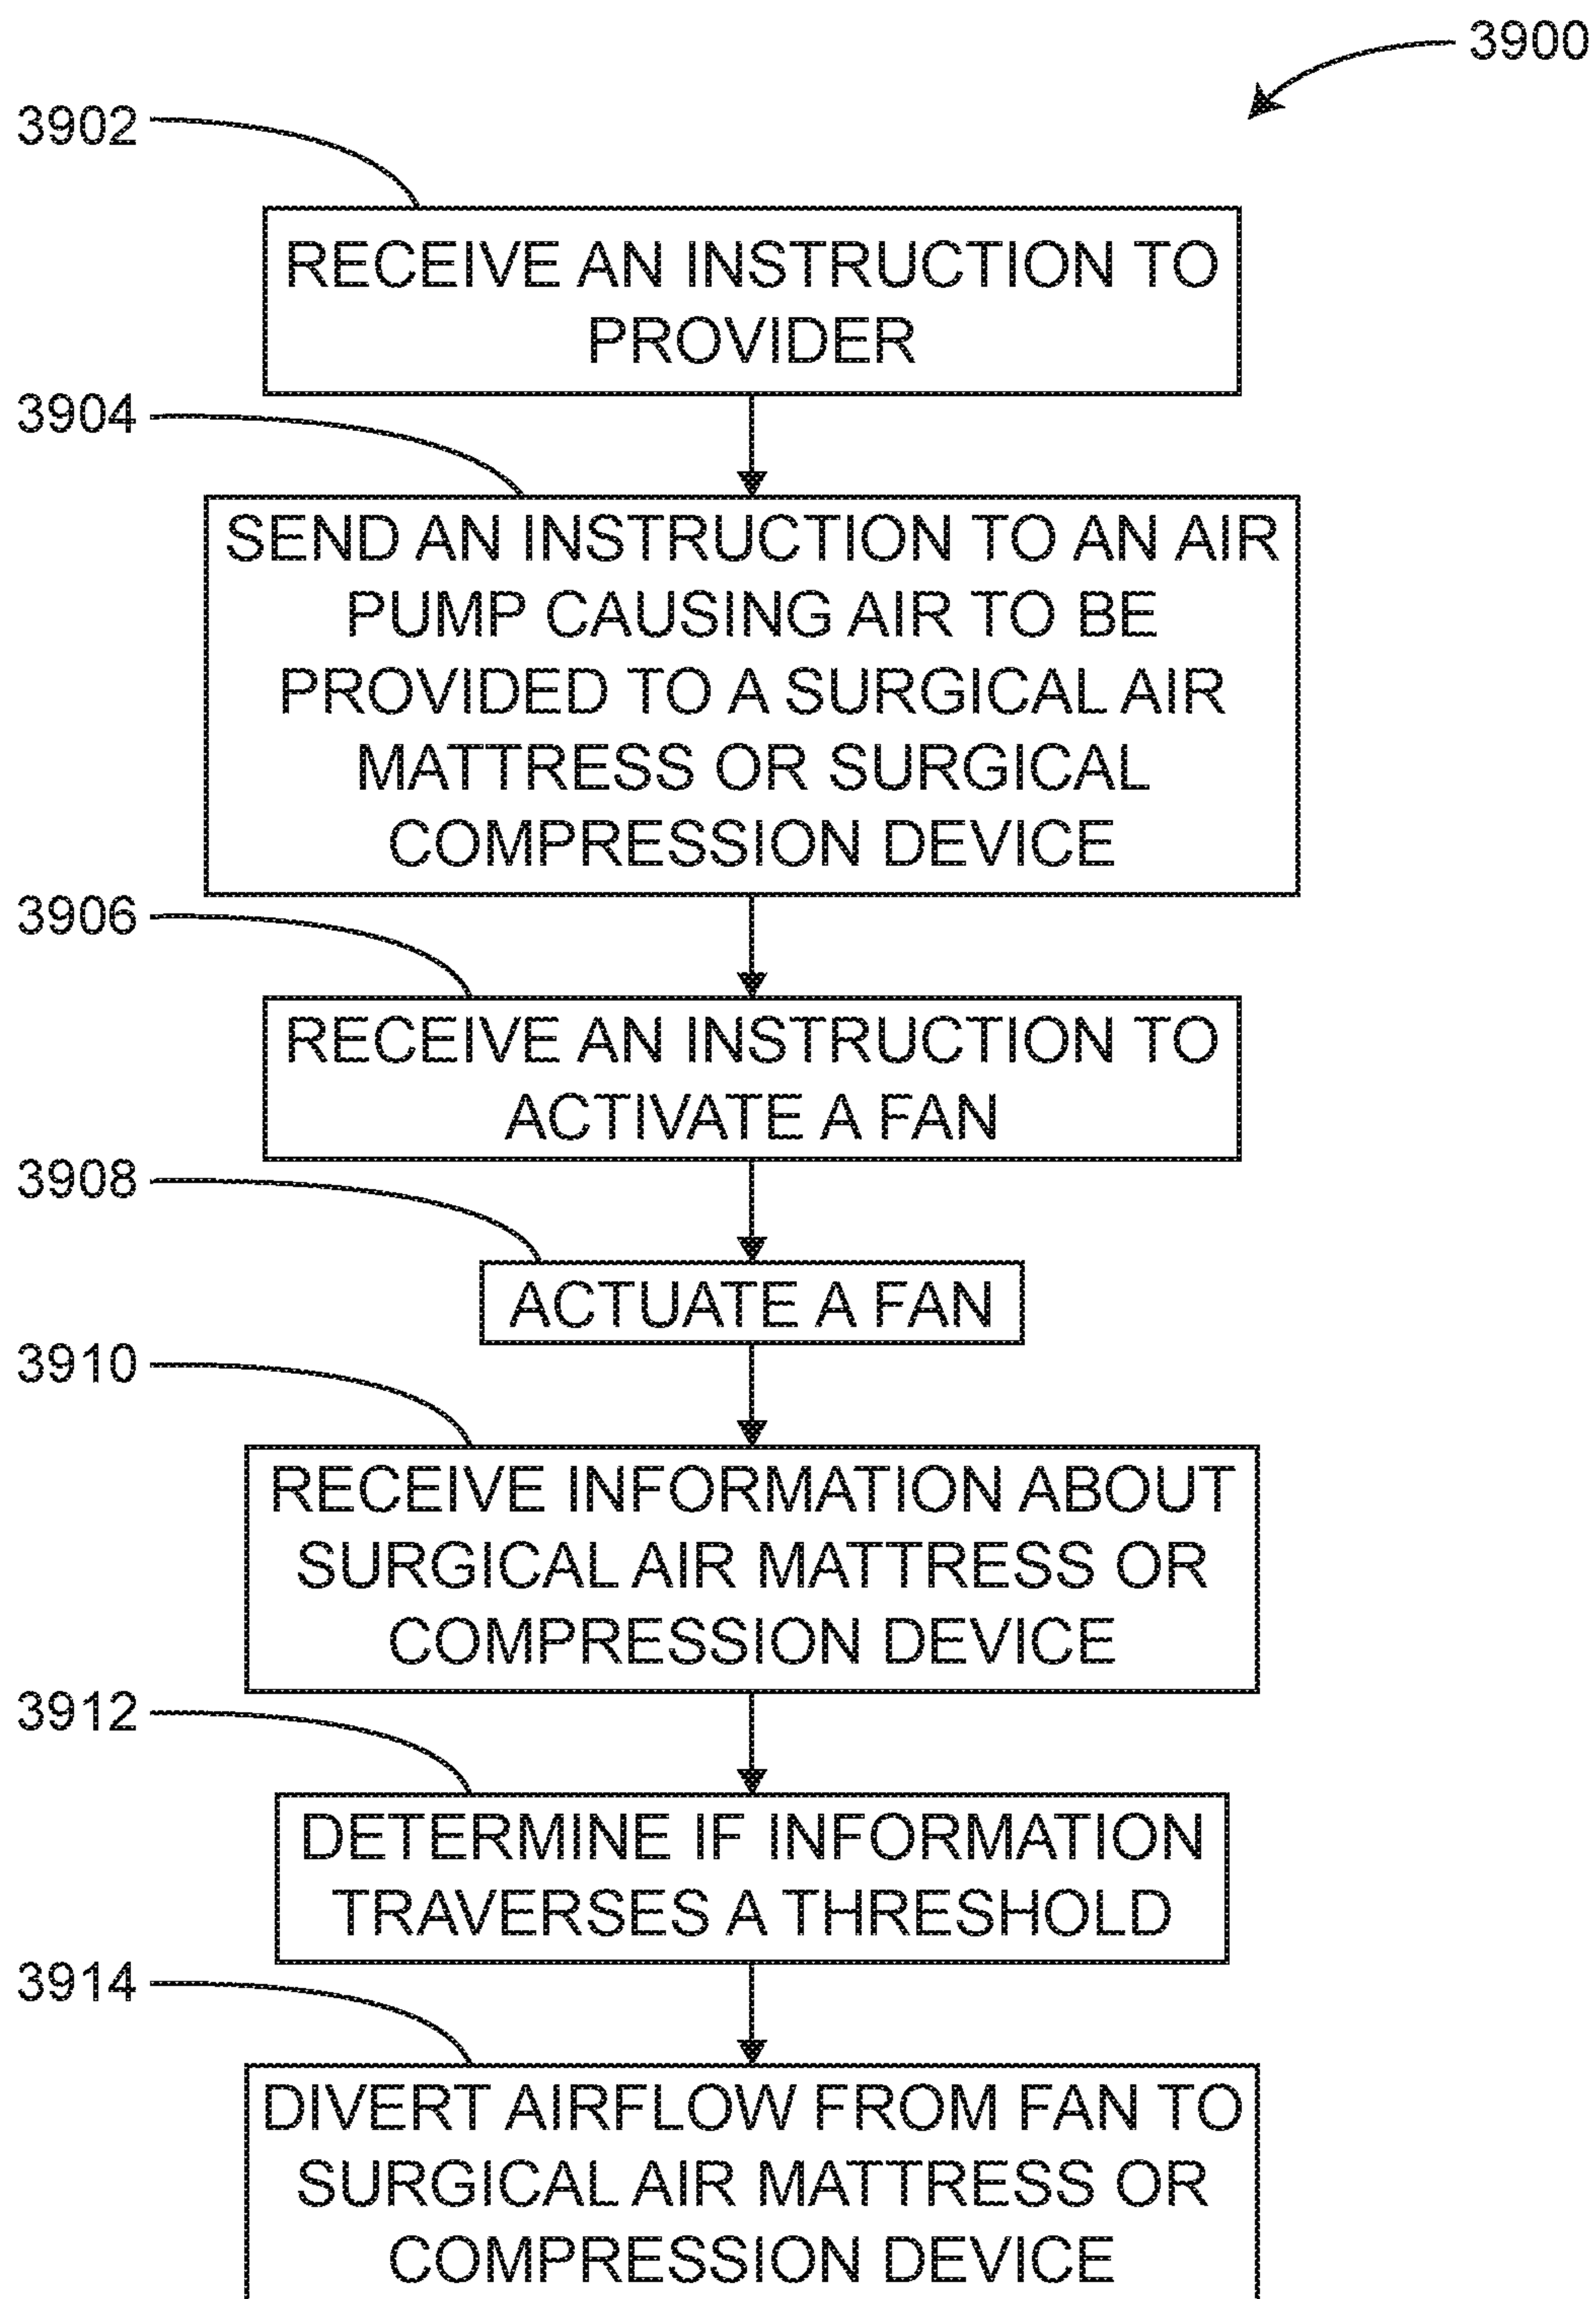 3900
3902
RECEIVE AN INSTRUCTION TO
PROVIDER
3904
SEND AN INSTRUCTION TO AN AIR
PUMP CAUSING AIR TO BE
PROVIDED TO A SURGICAL AIR
MATTRESS OR SURGICAL
COMPRESSION DEVICE
3906
RECEIVE AN INSTRUCTION TO
ACTIVATE A FAN
3908
ACTUATE A FAN
3910
RECEIVE INFORMATION ABOUT
SURGICAL AIR MATTRESS OR
COMPRESSION DEVICE
3912
DETERMINE IF INFORMATION
TRAVERSES A THRESHOLD
3914
DIVERT AIRFLOW FROM FAN TO
SURGICAL AIR MATTRESS OR
COMPRESSION DEVICE